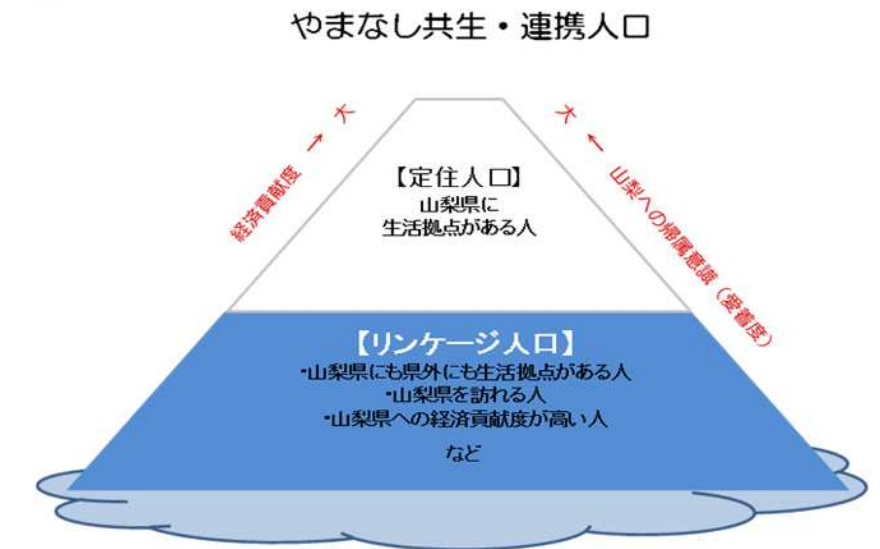 やまなし共生・連携人口
経済貢献度 → 大
大 ← 山梨への帰属意識(愛着度)
【定住人口】
山梨県に
生活拠点がある人
【リンケージ人口】
・山梨県にも県外にも生活拠点がある人
・山梨県を訪れる人
・山梨県への経済貢献度が高い人
など